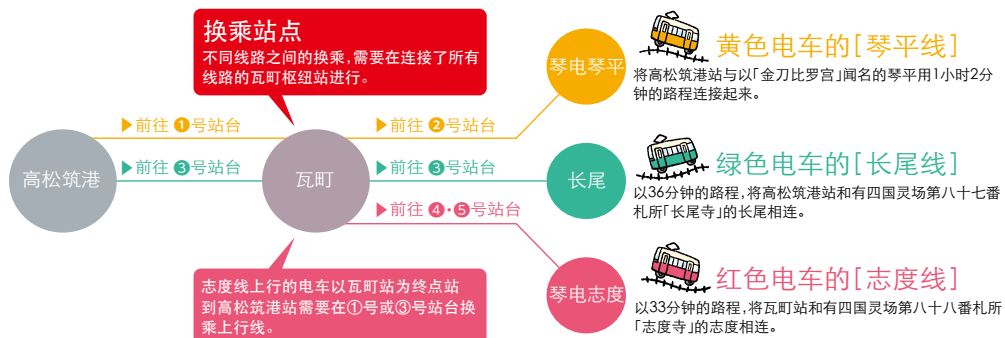 换乘站点
不同线路之间的换乘,需要在连接了所有
线路的瓦町枢纽站进行。
▶前往 ❶号站台
▶前往 ❷号站台
▶前往 ❸号站台
▶前往 ❸号站台
▶前往 ❹・❺号站台
高松筑港
瓦町
琴电琴平
长尾
琴电志度
黄色电车的[琴平线]
将高松筑港站与以「金刀比罗宫」闻名的琴平用1小时2分
钟的路程连接起来。
绿色电车的[长尾线]
以36分钟的路程,将高松筑港站和有四国灵场第八十七番
札所「长尾寺」的长尾相连。
红色电车的[志度线]
以33分钟的路程,将瓦町站和有四国灵场第八十八番札所
「志度寺」的志度相连。
志度线上行的电车以瓦町站为终点站
到高松筑港站需要在①号或③号站台换
乘上行线。